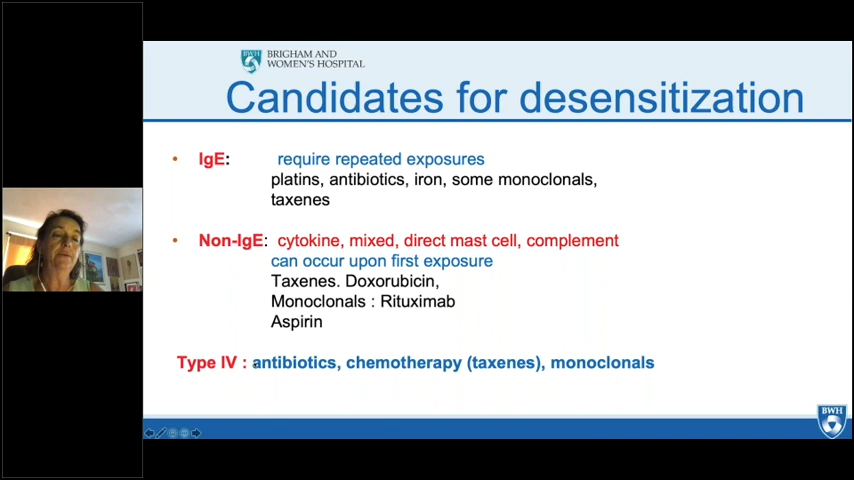 BWH
BRIGHAM AND
WOMEN'S HOSPITAL
Candidates for desensitization
• IgE: require repeated exposures
platins, antibiotics, iron, some monoclonals,
taxenes
• Non-IgE: cytokine, mixed, direct mast cell, complement
can occur upon first exposure
Taxenes. Doxorubicin,
Monoclonals : Rituximab
Aspirin
Type IV : antibiotics, chemotherapy (taxenes), monoclonals
BWH